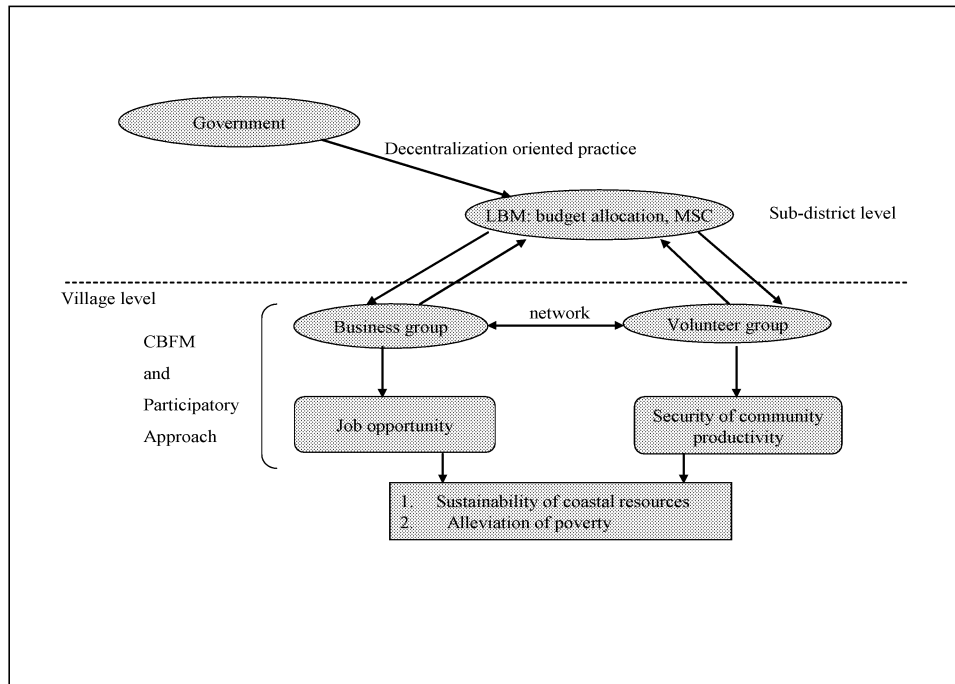 Government
Decentralization oriented practice
LBM: budget allocation, MSC
Sub-district level
Village level
Business group
network
Volunteer group
CBFM
and
Participatory
Approach
Job opportunity
Security of community
productivity
1. Sustainability of coastal resources
2. Alleviation of poverty